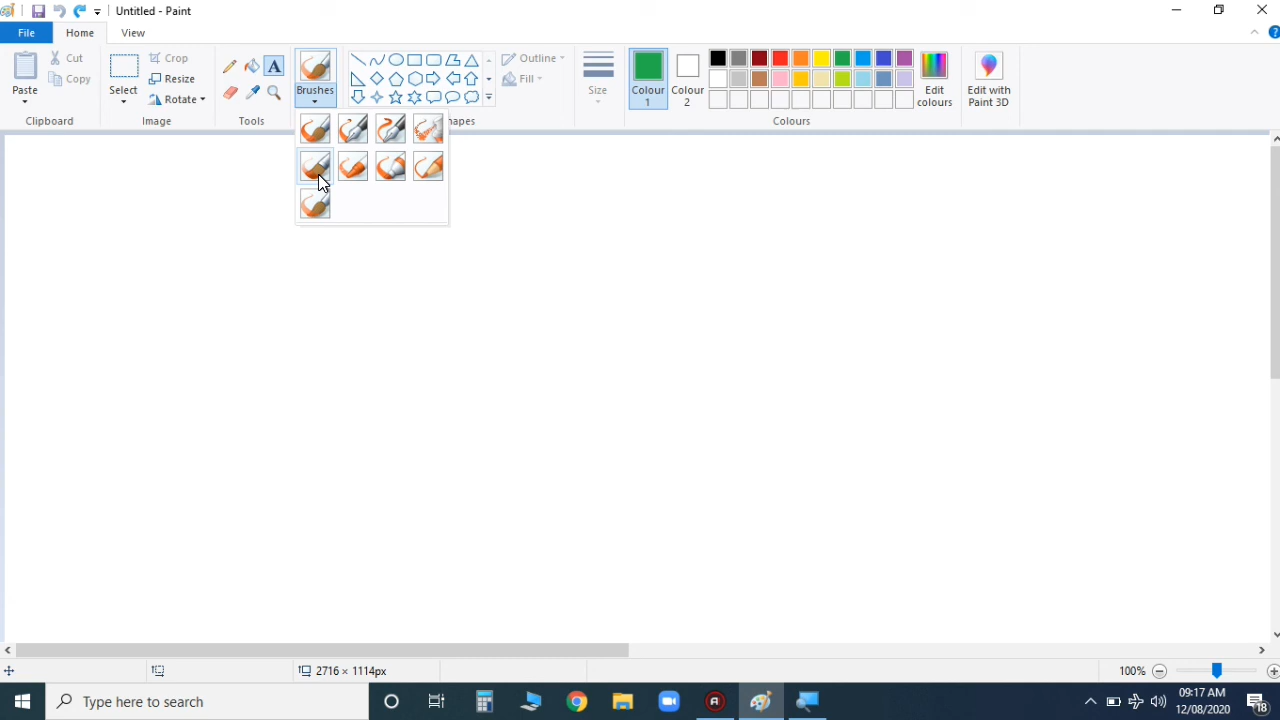 Untitled - Paint
File Home View
Paste
Cut
Copy
Clipboard
Select
Crop
Resize
Rotate
Image
A
Tools
Brushes
apes
Outline
Fill
Size
Colour 1
Colour 2
Edit colours
Colours
Edit with Paint 3D
2716 × 1114px
100%
Type here to search
09:17 AM
12/08/2020
18